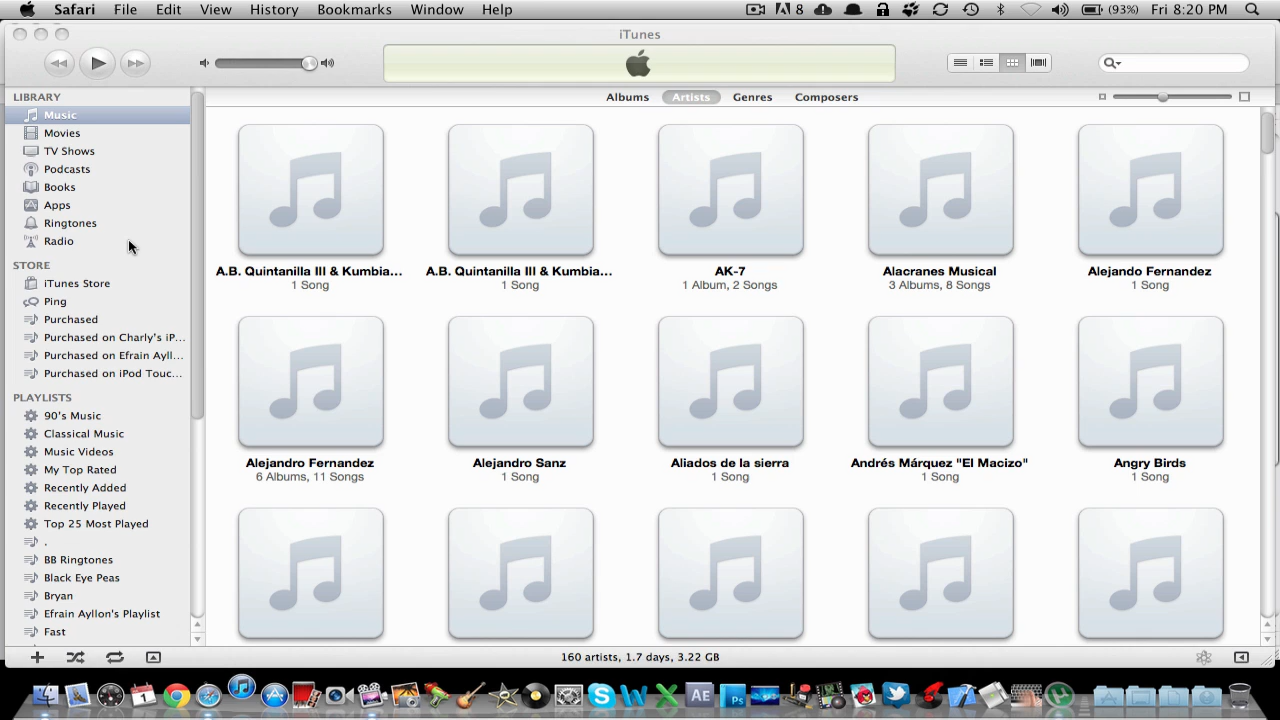 Safari File Edit View History Bookmarks Window Help 8 (93%) Fri 8:20 PM
iTunes
LIBRARY
Music
Movies
TV Shows
Podcasts
Books
Apps
Ringtones
Radio
STORE
iTunes Store
Ping
Purchased
Purchased on Charly's iP...
Purchased on Efrain Ayll...
Purchased on iPod Touc...
PLAYLISTS
90's Music
Classical Music
Music Videos
My Top Rated
Recently Added
Recently Played
Top 25 Most Played
.
BB Ringtones
Black Eye Peas
Bryan
Efrain Ayllon's Playlist
Fast
Albums Artists Genres Composers
A.B. Quintanilla III & Kumbia... A.B. Quintanilla III & Kumbia... AK-7 Alacranes Musical Alejando Fernandez
1 Song 1 Song 1 Album, 2 Songs 3 Albums, 8 Songs 1 Song
Alejandro Fernandez Alejandro Sanz Aliados de la sierra Andrés Márquez "El Macizo" Angry Birds
6 Albums, 11 Songs 1 Song 1 Song 1 Song 1 Song
160 artists, 1.7 days, 3.22 GB
AE Ps